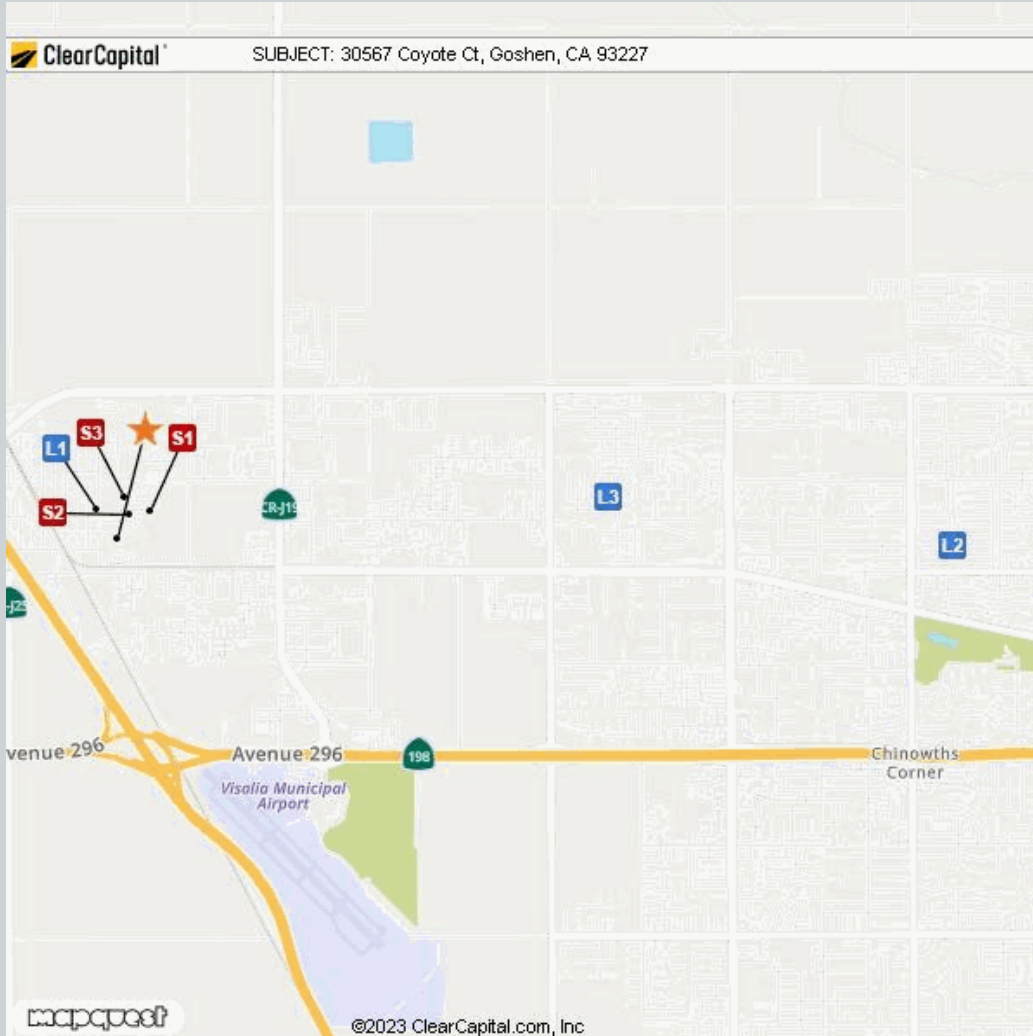 ClearCapital
SUBJECT: 30567 Coyote Ct, Goshen, CA 93227
S3
S1
L1
S2
CR-J19
L3
L2
198
venue 296
Avenue 296
Chinowths
Corner
Visalia Municipal
Airport
mapquest
©2023 ClearCapital.com, Inc